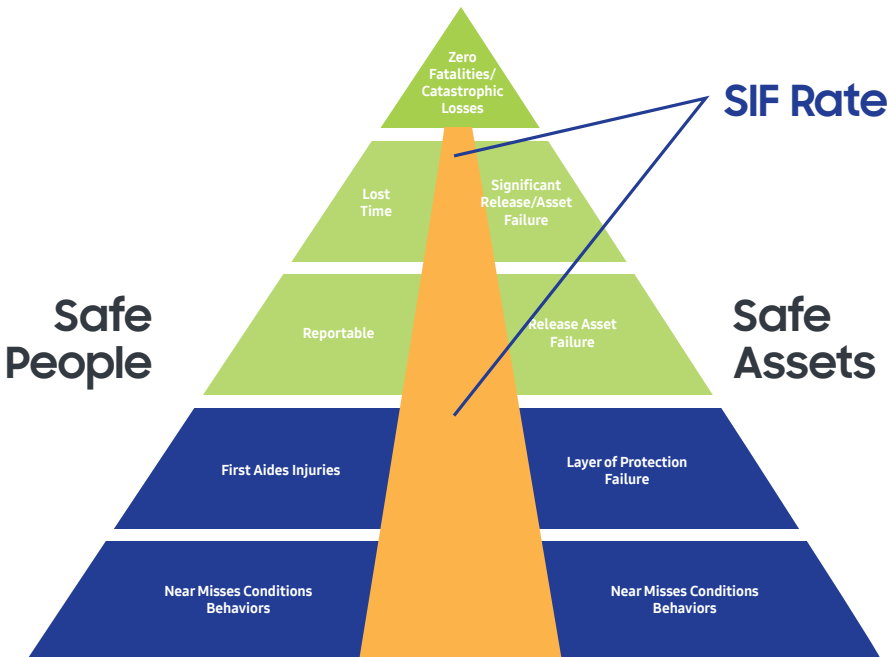 Zero
Fatalities/
Catastrophic
Losses
SIF Rate
Lost
Time
Significant
Release/Asset
Failure
Safe
People
Reportable
Release Asset
Failure
Safe
Assets
First Aides Injuries
Layer of Protection
Failure
Near Misses Conditions
Behaviors
Near Misses Conditions
Behaviors